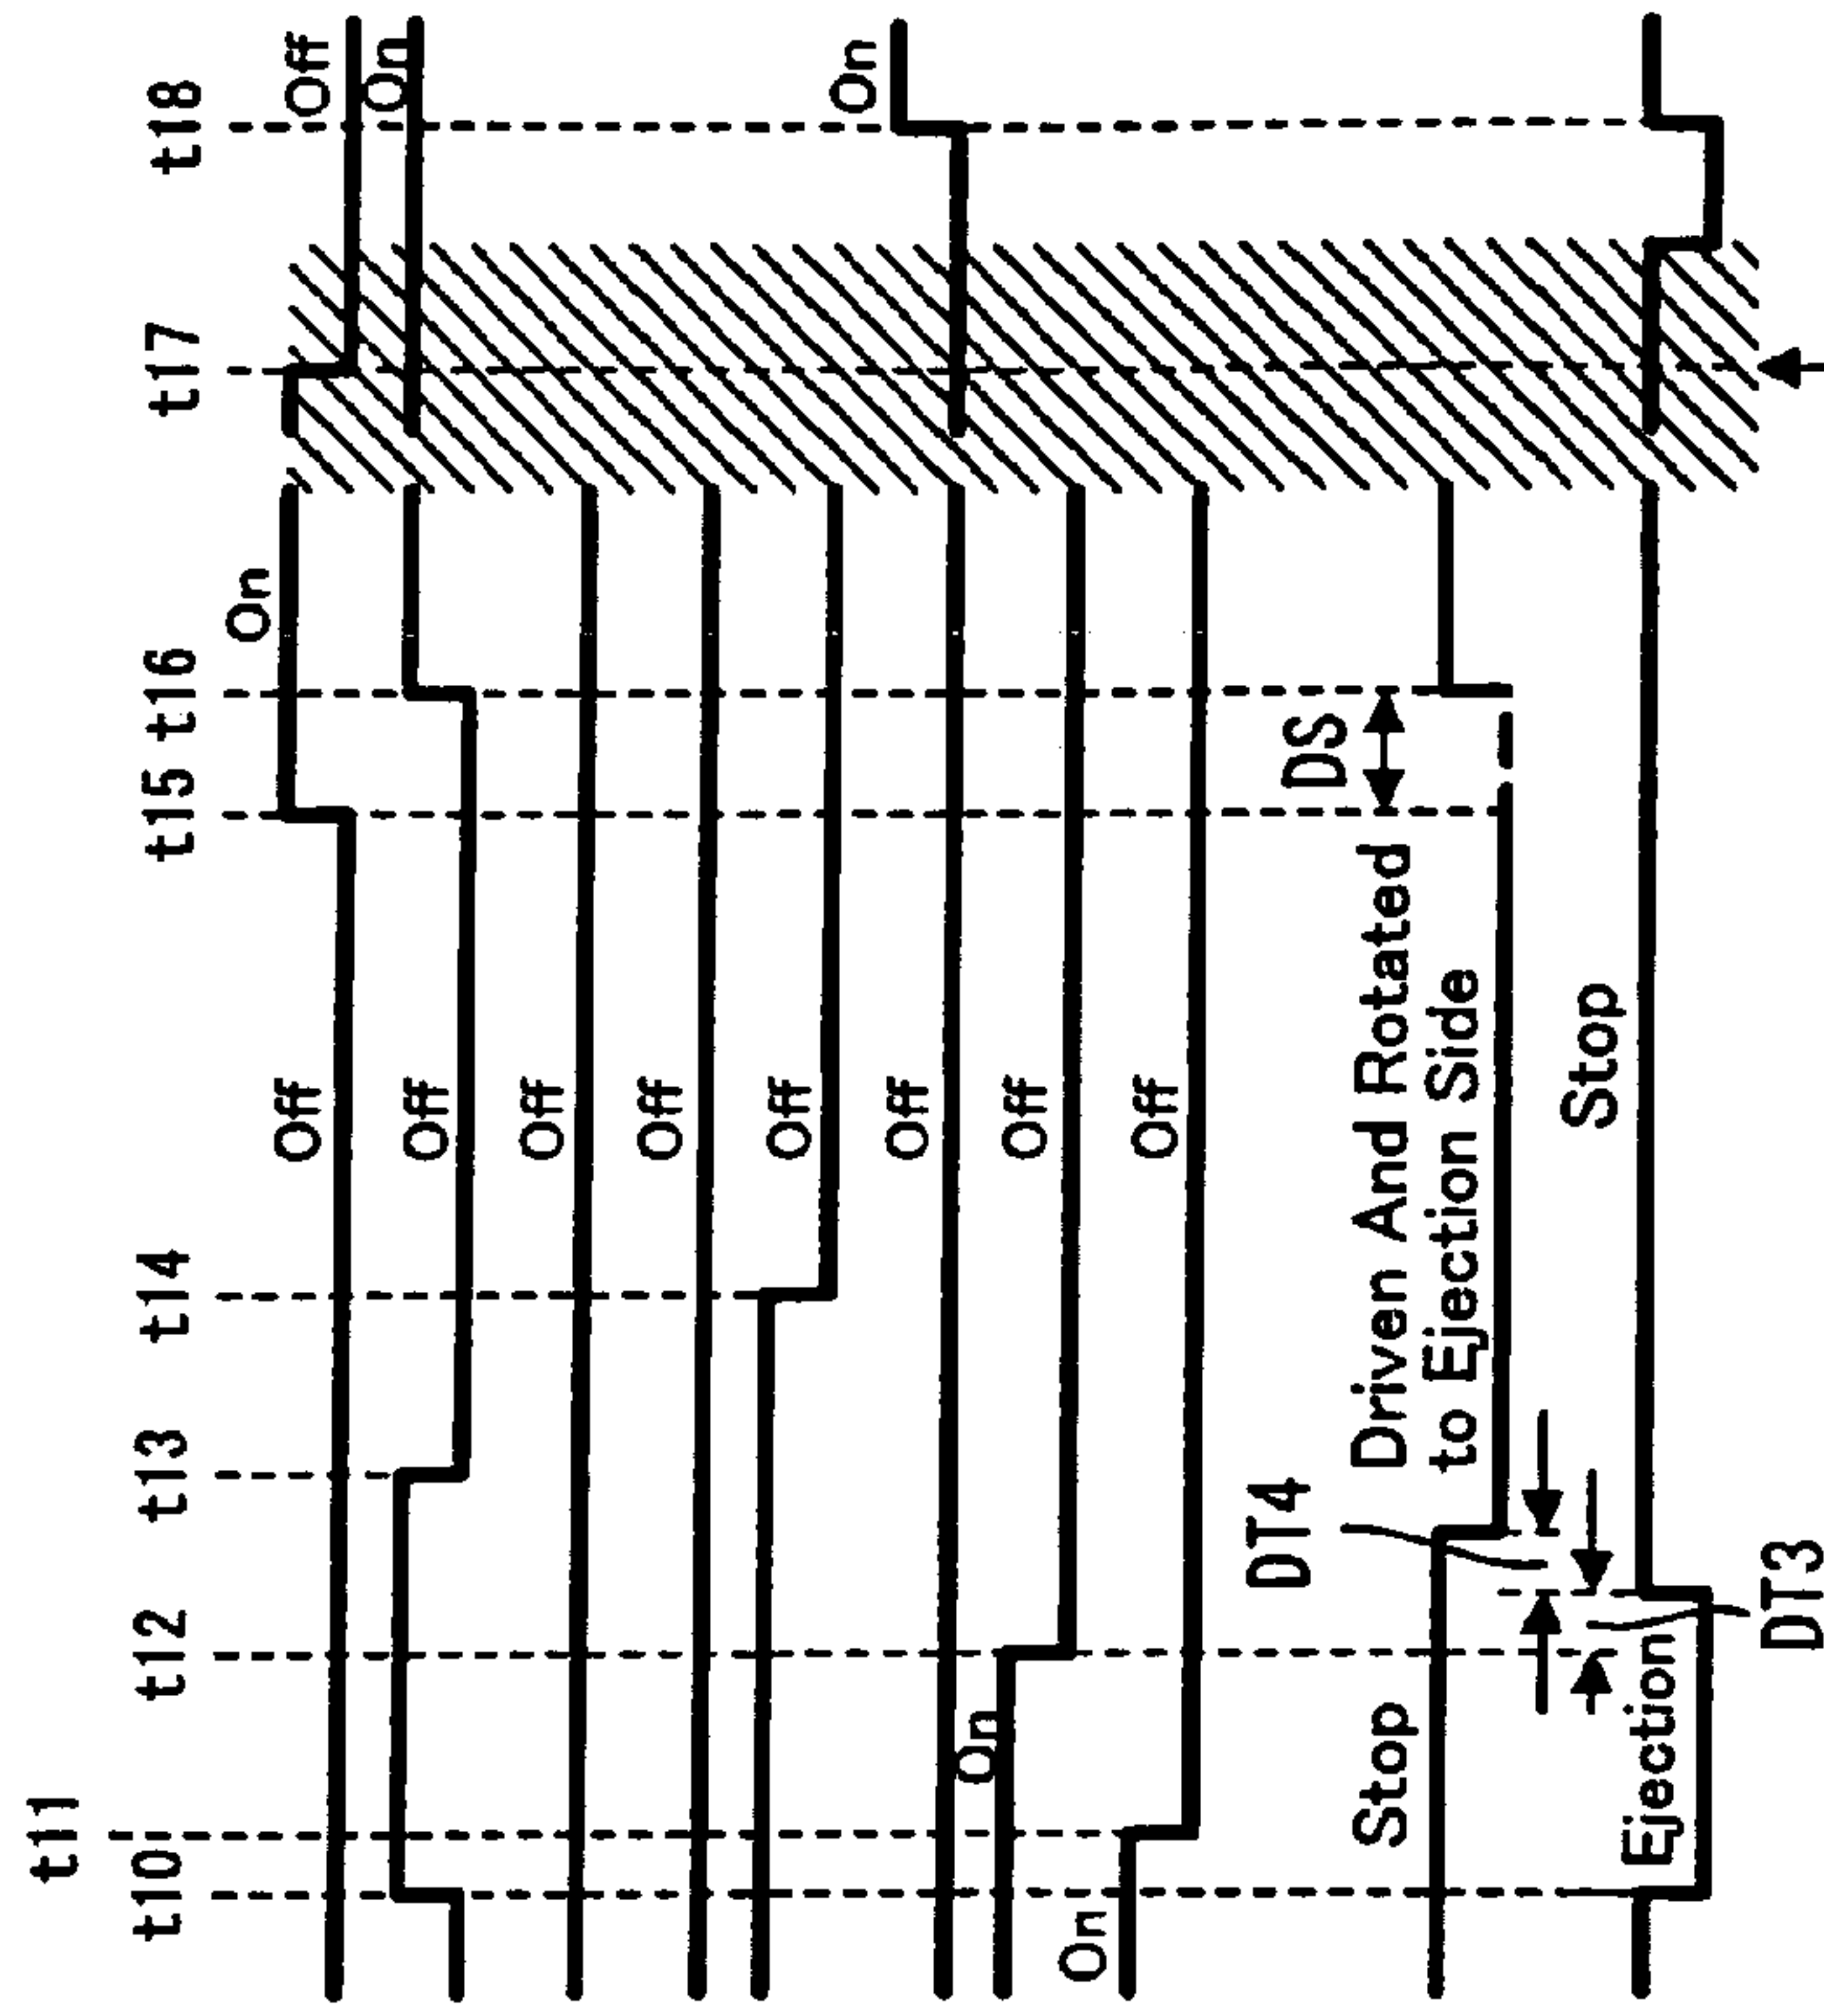 t11
t10
t12
t13
t14
t15
t16
t17
t18
Off
On
On
Off
On
Off
Off
Off
Off
On
Off
On
Off
On
Off
Stop
DT4
Driven And Rotated
to Ejection Side
DS
Ejection
Stop
DT3